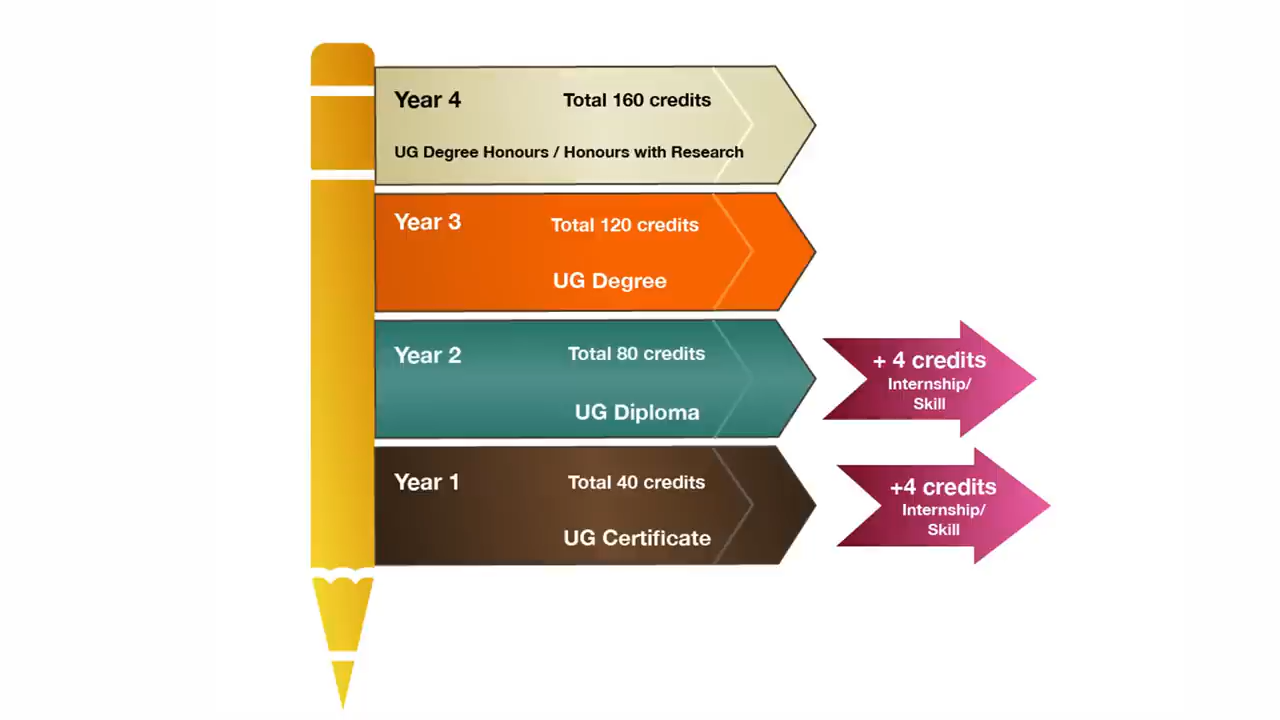 Year 4 Total 160 credits
UG Degree Honours / Honours with Research
Year 3 Total 120 credits
UG Degree
Year 2 Total 80 credits
UG Diploma
+ 4 credits
Internship/
Skill
Year 1 Total 40 credits
UG Certificate
+4 credits
Internship/
Skill